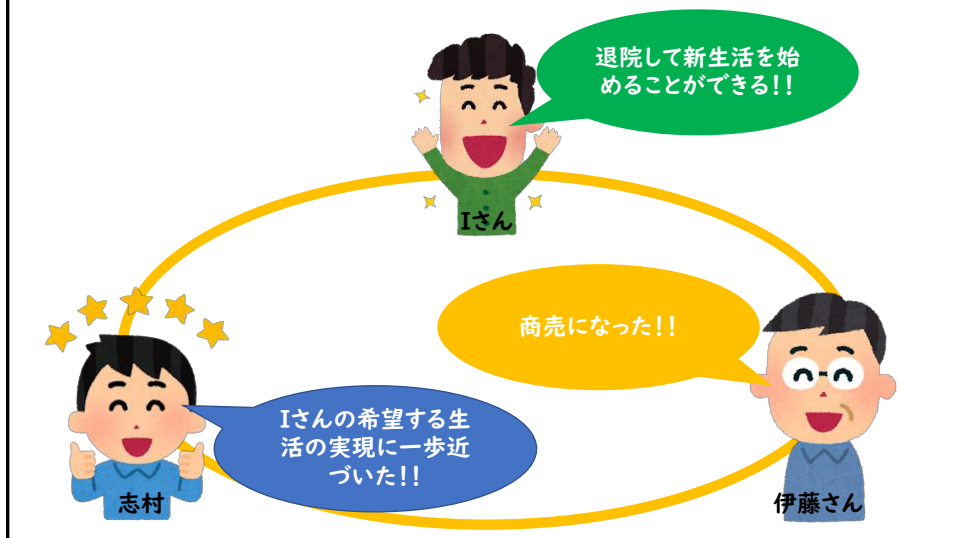 退院して新生活を始
めることができる!!
Iさん
商売になった!!
Iさんの希望する生
活の実現に一歩近
づいた!!
志村
伊藤さん